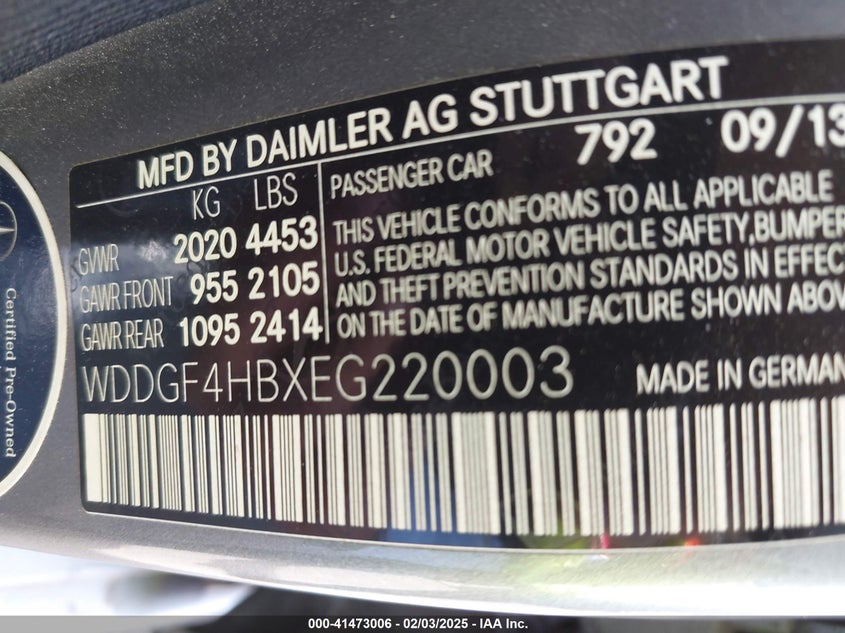 MFD BY DAIMLER AG STUTTGART
KG LBS
GVWR 2020 4453
GAWR FRONT 955 2105
GAWR REAR 1095 2414
PASSENGER CAR 792 09/13
THIS VEHICLE CONFORMS TO ALL APPLICABLE
U.S. FEDERAL MOTOR VEHICLE SAFETY,BUMPER
AND THEFT PREVENTION STANDARDS IN EFFEC
ON THE DATE OF MANUFACTURE SHOWN ABOV
WDDGF4HBXEG220003 MADE IN GERMAN
Certified Pre-Owned
000-41473006 / 02/03/2025 - IAA Inc.